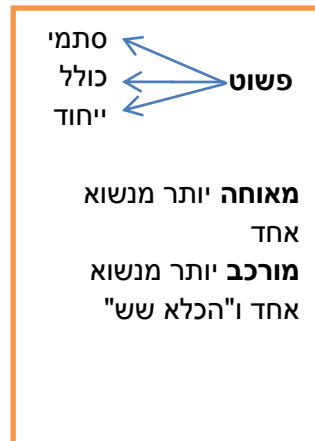 סתמי
כולל
פשוט
ייחוד
מאוחה יותר מנשוא
אחד
מורכב יותר מנשוא
אחד ו"הכלא שש"